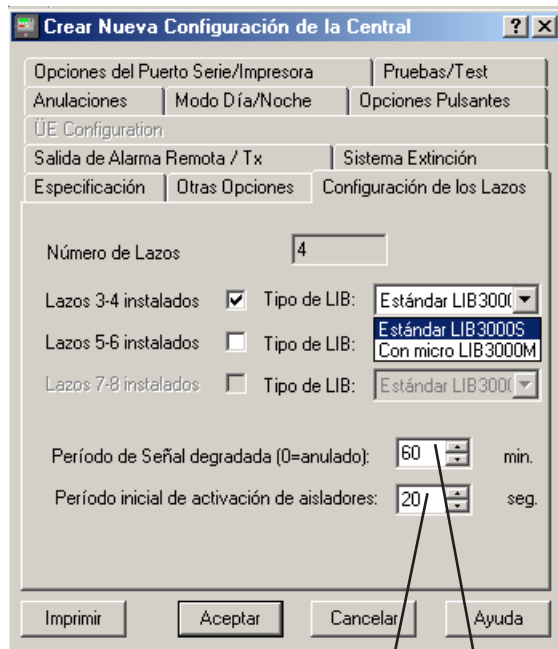 Crear Nueva Configuración de la Central
Opciones del Puerto Serie/Impresora
Pruebas/Test
Anulaciones
Modo Día/Noche
Opciones Pulsantes
ÜE Configuration
Salida de Alarma Remota / Tx
Sistema Extinción
Especificación
Otras Opciones
Configuración de los Lazos
Número de Lazos
4
Lazos 3-4 instalados
Tipo de LIB:
Estándar LIB300(
Estándar LIB3000S
Con micro LIB3000M
Lazos 5-6 instalados
Tipo de LIB:
Lazos 7-8 instalados
Tipo de LIB:
Estándar LIB300(
Período de Señal degradada (0=anulado):
60
min.
Período inicial de activación de aisladores:
20
seg.
Imprimir
Aceptar
Cancelar
Ayuda